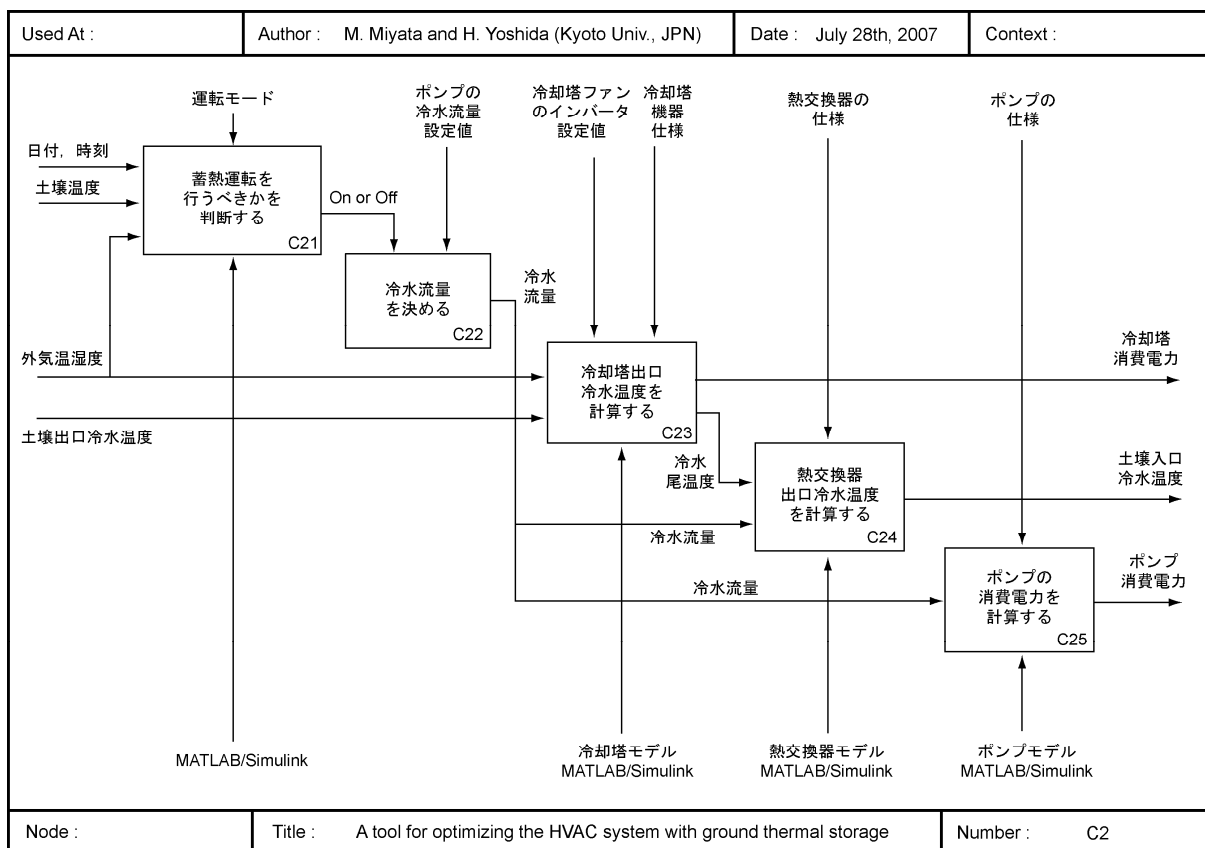 Used At :
Author : M. Miyata and H. Yoshida (Kyoto Univ., JPN)
Date : July 28th, 2007
Context :
運転モード
ポンプの
冷水流量
設定値
冷却塔ファン
のインバータ
設定値
冷却塔
機器
仕様
熱交換器の
仕様
ポンプの
仕様
日付，時刻
土壌温度
蓄熱運転を
行うべきかを
判断する
C21
On or Off
冷水流量
を決める
C22
冷水
流量
外気温湿度
土壌出口冷水温度
冷却塔出口
冷水温度を
計算する
C23
冷却塔
消費電力
冷水
尾温度
熱交換器
出口冷水温度
を計算する
C24
土壌入口
冷水温度
冷水流量
冷水流量
ポンプの
消費電力を
計算する
C25
ポンプ
消費電力
MATLAB/Simulink
冷却塔モデル
MATLAB/Simulink
熱交換器モデル
MATLAB/Simulink
ポンプモデル
MATLAB/Simulink
Node :
Title : A tool for optimizing the HVAC system with ground thermal storage
Number : C2